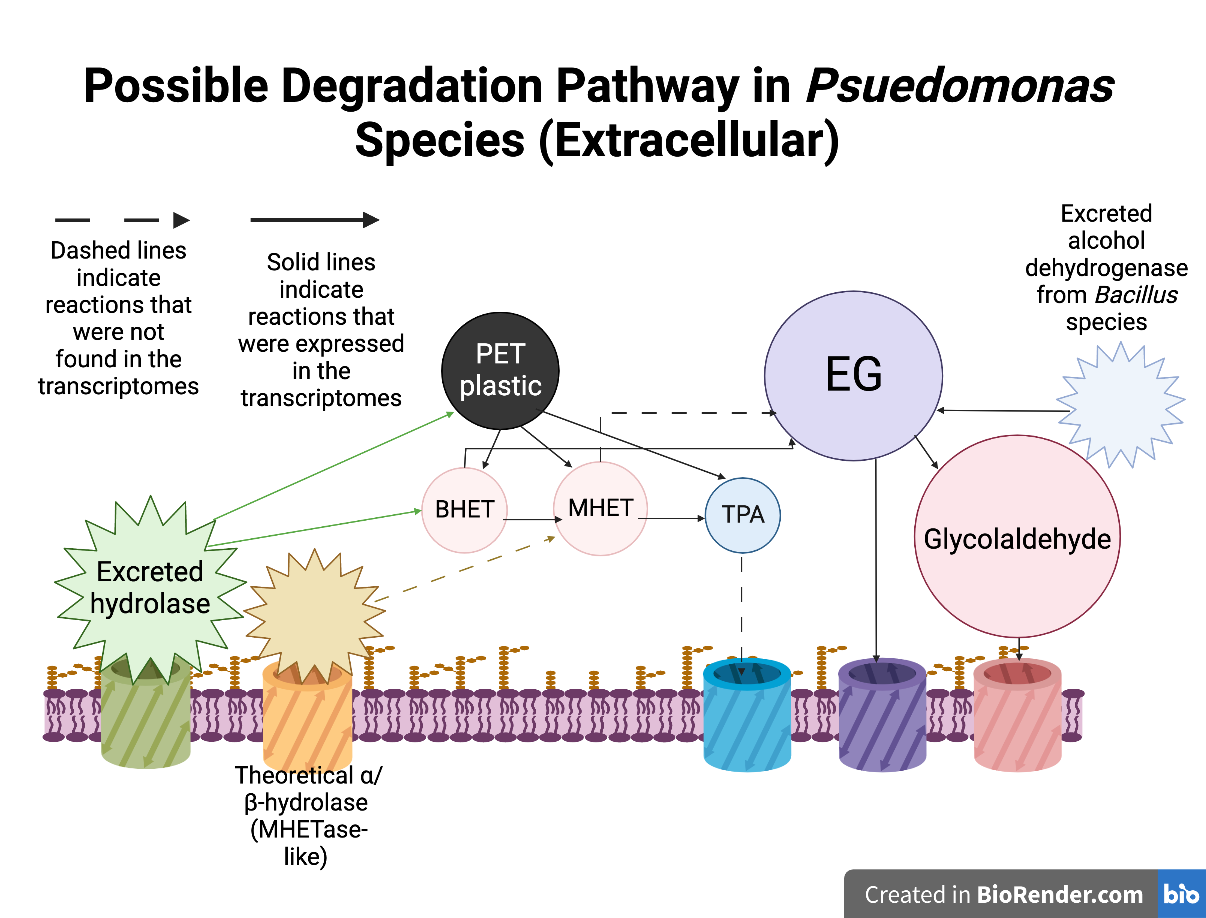 Possible Degradation Pathway in Psuedomonas
Species (Extracellular)
Dashed lines
indicate
reactions that
were not
found in the
transcriptomes
Solid lines
indicate
reactions that
were expressed
in the
transcriptomes
Excreted
alcohol
dehydrogenase
from Bacillus
species
PET
plastic
EG
BHET
MHET
TPA
Glycolaldehyde
Excreted
hydrolase
Theoretical α/
β-hydrolase
(MHETase-
like)
Created in BioRender.com bio